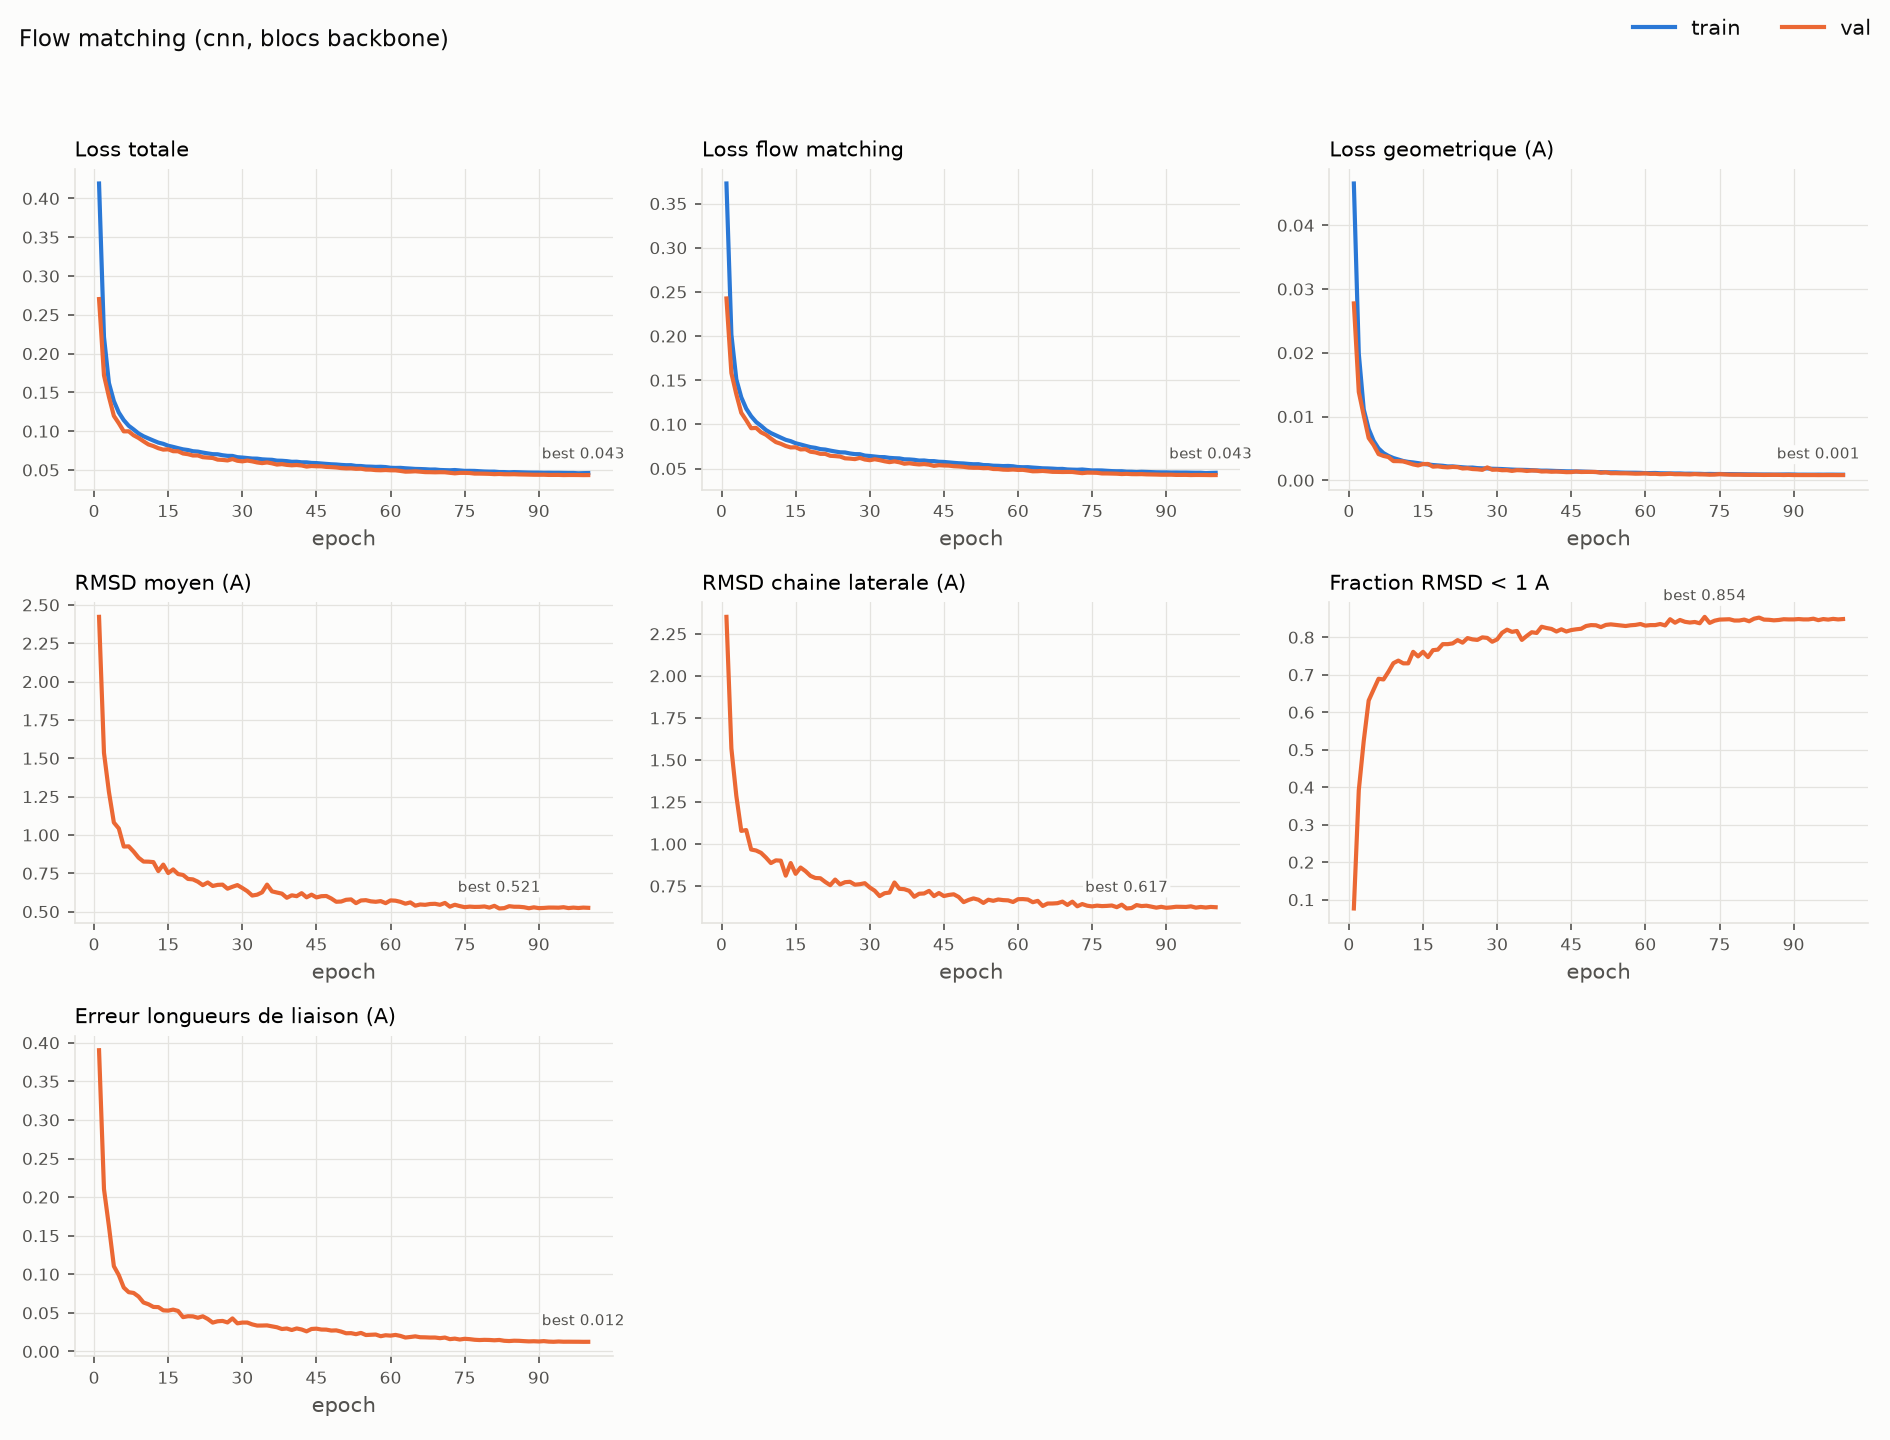 Flow matching (cnn, blocs backbone)
train val
Loss totale
0.40
0.35
0.30
0.25
0.20
0.15
0.10
0.05
best 0.043
0 15 30 45 60 75 90
epoch
Loss flow matching
0.35
0.30
0.25
0.20
0.15
0.10
0.05
best 0.043
0 15 30 45 60 75 90
epoch
Loss geometrique (A)
0.04
0.03
0.02
0.01
0.00
best 0.001
0 15 30 45 60 75 90
epoch
RMSD moyen (A)
2.50
2.25
2.00
1.75
1.50
1.25
1.00
0.75
0.50
best 0.521
0 15 30 45 60 75 90
epoch
RMSD chaine laterale (A)
2.25
2.00
1.75
1.50
1.25
1.00
0.75
best 0.617
0 15 30 45 60 75 90
epoch
Fraction RMSD < 1 A
best 0.854
0.8
0.7
0.6
0.5
0.4
0.3
0.2
0.1
0 15 30 45 60 75 90
epoch
Erreur longueurs de liaison (A)
0.40
0.35
0.30
0.25
0.20
0.15
0.10
0.05
0.00
best 0.012
0 15 30 45 60 75 90
epoch